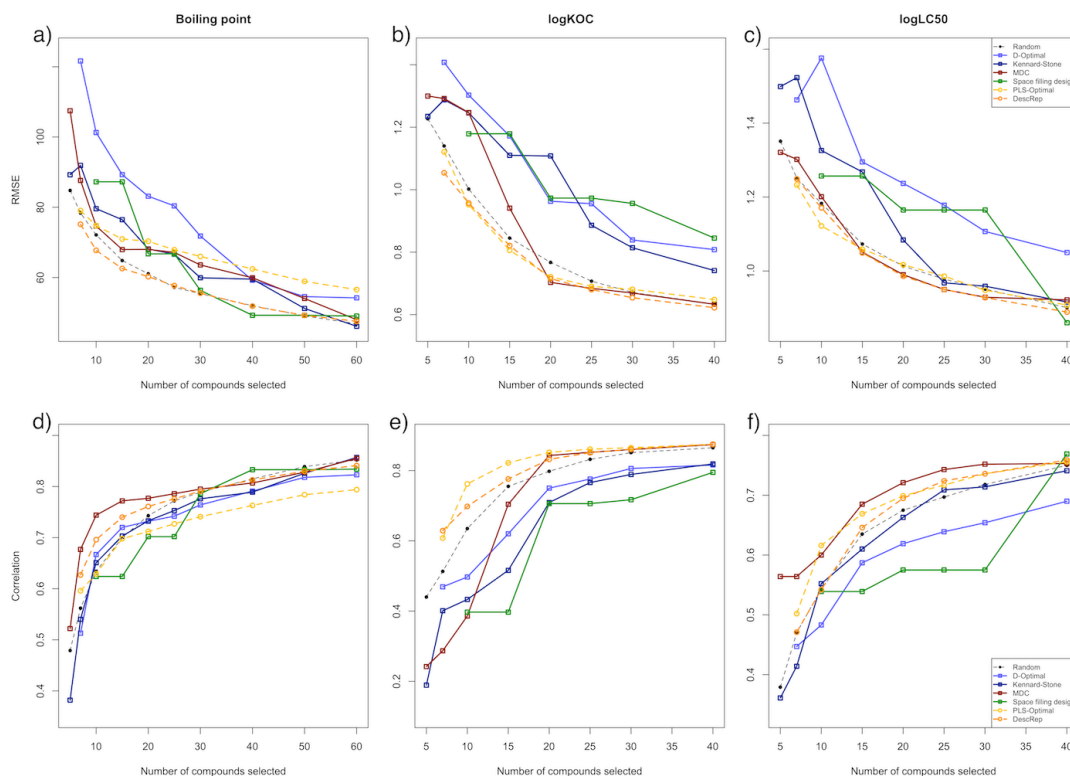 Boiling point
logKOC
logLC50
a)
b)
c)
RMSE
100
80
60
10 20 30 40 50 60
Number of compounds selected
1.2
1.0
0.8
0.6
5 10 15 20 25 30 35 40
Number of compounds selected
1.4
1.2
1.0
5 10 15 20 25 30 35 40
Number of compounds selected
Random
D-Optimal
Kennard-Stone
MDC
Space filling design
PLS-Optimal
DescRep
d)
e)
f)
Correlation
0.8
0.7
0.6
0.5
0.4
10 20 30 40 50 60
Number of compounds selected
0.8
0.6
0.4
0.2
5 10 15 20 25 30 35 40
Number of compounds selected
0.7
0.6
0.5
0.4
5 10 15 20 25 30 35 40
Number of compounds selected
Random
D-Optimal
Kennard-Stone
MDC
Space filling design
PLS-Optimal
DescRep